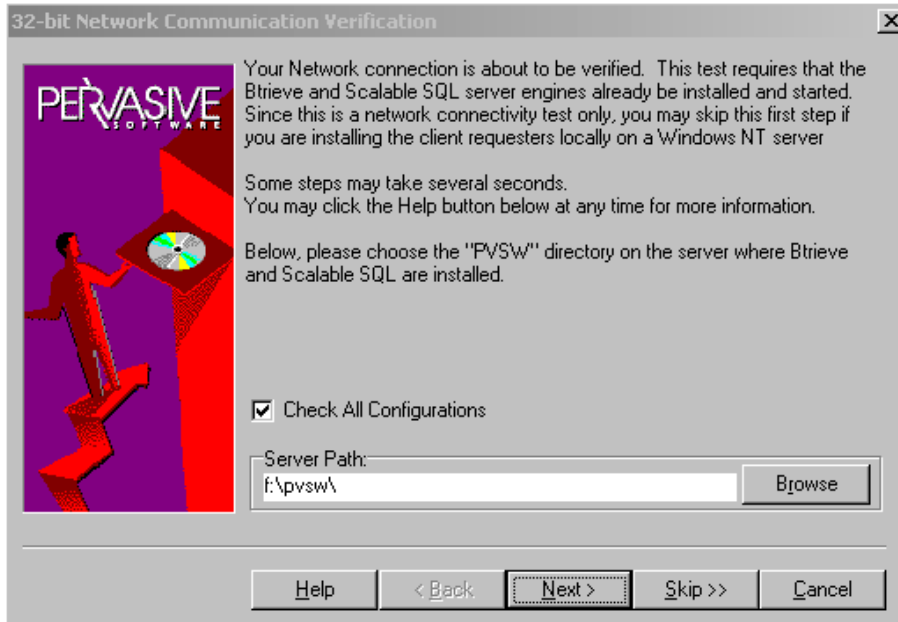 32-bit Network Communication Verification
PERVASIVE
SOFTWARE
Your Network connection is about to be verified. This test requires that the
Btrieve and Scalable SQL server engines already be installed and started.
Since this is a network connectivity test only, you may skip this first step if
you are installing the client requesters locally on a Windows NT server
Some steps may take several seconds.
You may click the Help button below at any time for more information.
Below, please choose the "PVSW" directory on the server where Btrieve
and Scalable SQL are installed.
Check All Configurations
Server Path:
f:\pvsw\
Browse
Help
< Back
Next >
Skip >>
Cancel